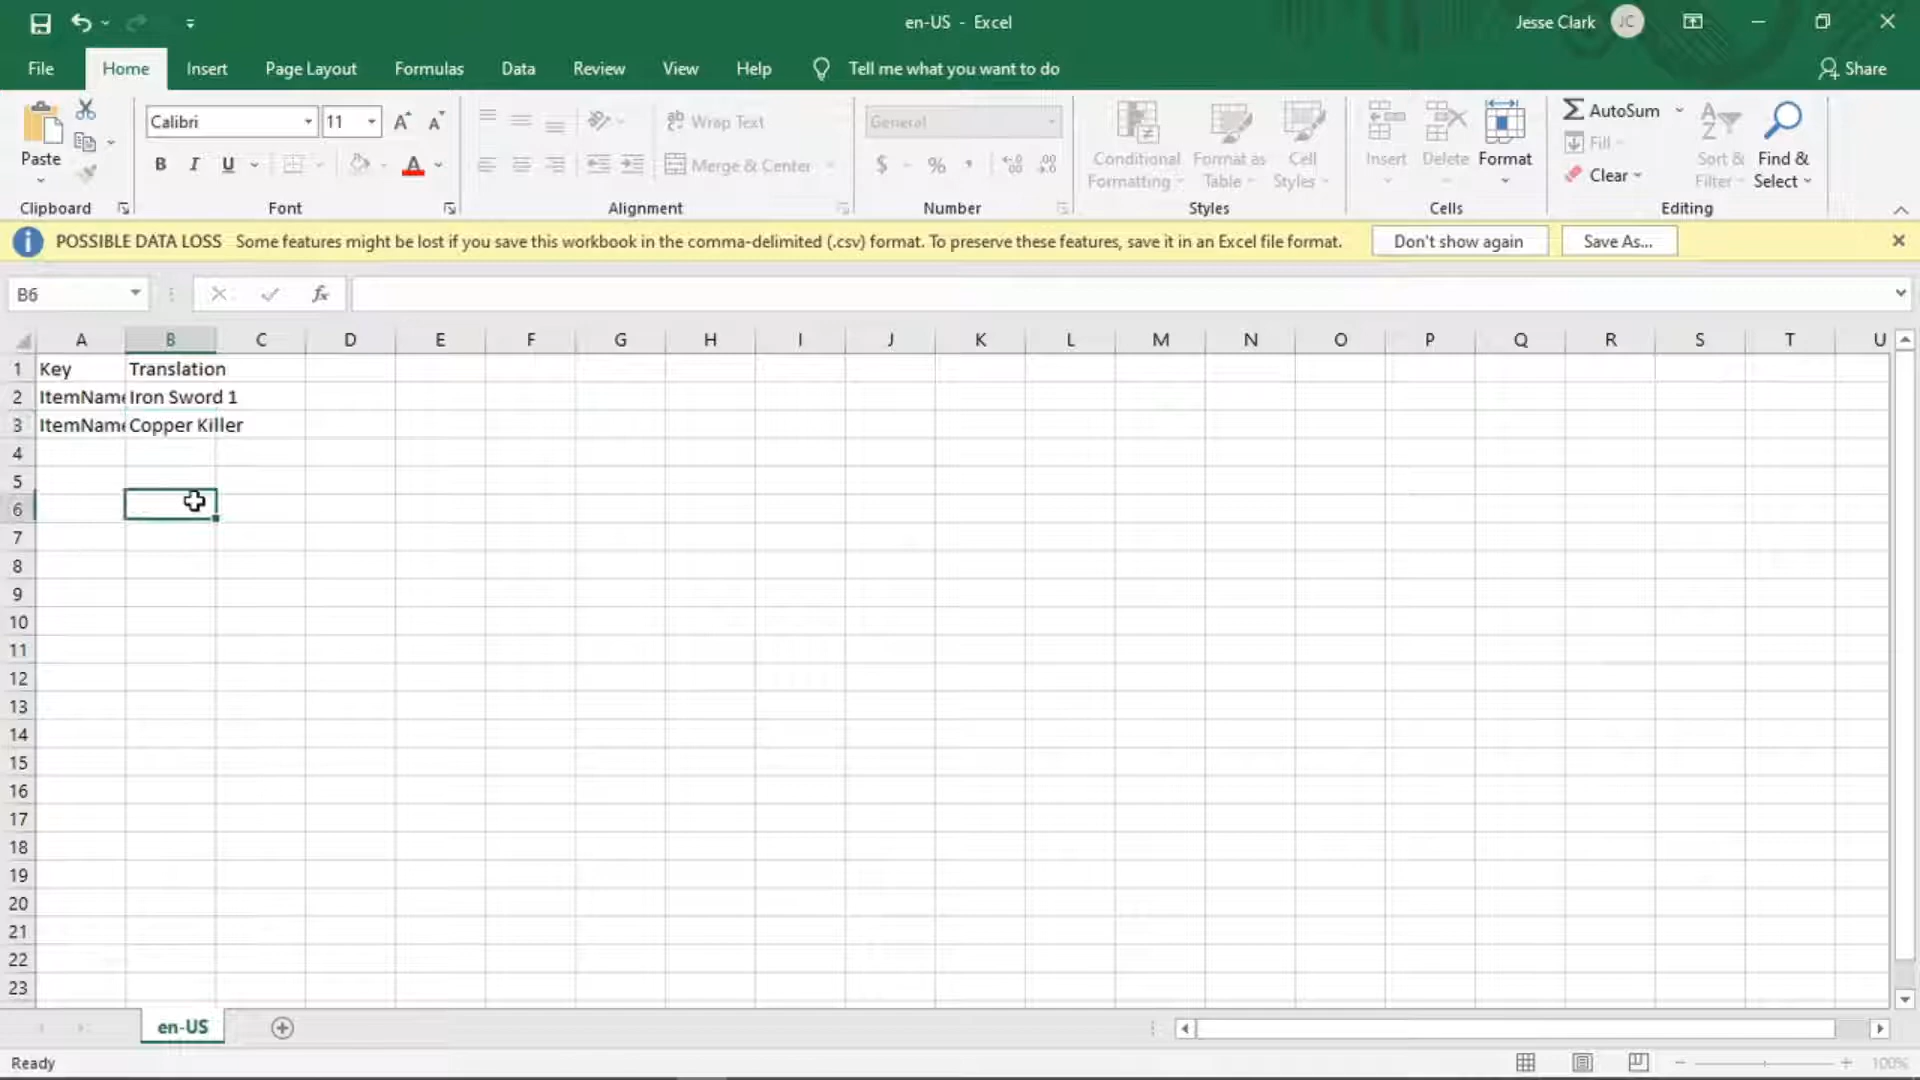 en-US - Excel
Jesse Clark
JC
File
Home
Insert
Page Layout
Formulas
Data
Review
View
Help
Tell me what you want to do
Share
Paste
Clipboard
Calibri
11
A
A
B
I
U
A
Font
ab
Wrap Text
Merge & Center
Alignment
General
$
%
,
.00
Number
Conditional
Formatting
Format as
Table
Cell
Styles
Styles
Insert
Delete
Format
Cells
AutoSum
Fill
Clear
Sort &
Filter
Find &
Select
Editing
POSSIBLE DATA LOSS Some features might be lost if you save this workbook in the comma-delimited (.csv) format. To preserve these features, save it in an Excel file format.
Don't show again
Save As...
B6
fx
A B C D E F G H I J K L M N O P Q R S T U
1 Key Translation
2 ItemName Iron Sword 1
3 ItemName Copper Killer
4
5
6
7
8
9
10
11
12
13
14
15
16
17
18
19
20
21
22
23
en-US
Ready
100%